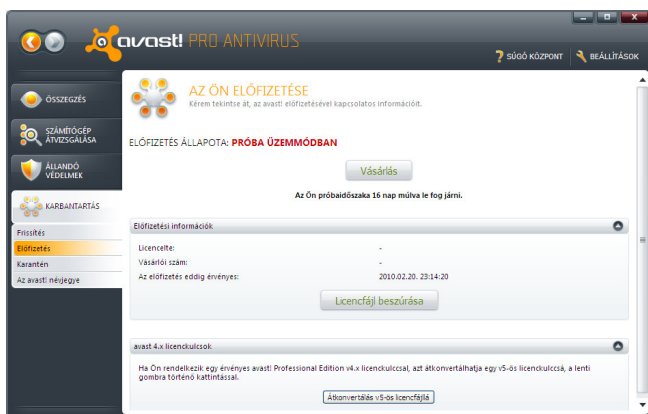 avast! PRO ANTIVIRUS
SÚGÓ KÖZPONT
BEÁLLÍTÁSOK
ÖSSZEGZÉS
SZÁMÍTÓGÉP
ÁTVIZSGÁLÁSA
ÁLLANDÓ
VÉDELMEK
KARBANTARTÁS
Frissítés
Előfizetés
Karantén
Az avast! névjegye
AZ ÖN ELŐFIZETÉSE
Kérem tekintse át, az avast! előfizetésével kapcsolatos információit.
ELŐFIZETÉS ÁLLAPOTA: PRÓBA ÜZEMMÓDBAN
Vásárlás
Az Ön próbaidőszaka 16 nap múlva le fog járni.
Előfizetési információk
Licencelte: -
Vásárlói szám: -
Az előfizetés eddig érvényes: 2010.02.20. 23:14:20
Licencfájl beszúrása
avast 4.x licenckulcsok
Ha Ön rendelkezik egy érvényes avast! Professional Edition v4.x licenckulccsal, azt átkonvertálhatja egy v5-ös licenckulccsá, a lenti
gombra történő kattintással.
Átkonvertálás v5-ös licencfájllá